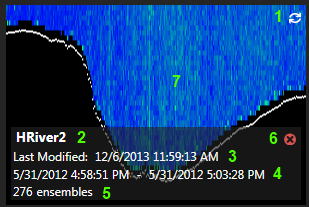 1
7
HRiver2 2 6
Last Modified: 12/6/2013 11:59:13 AM 3
5/31/2012 4:58:51 PM - 5/31/2012 5:03:28 PM 4
276 ensembles 5